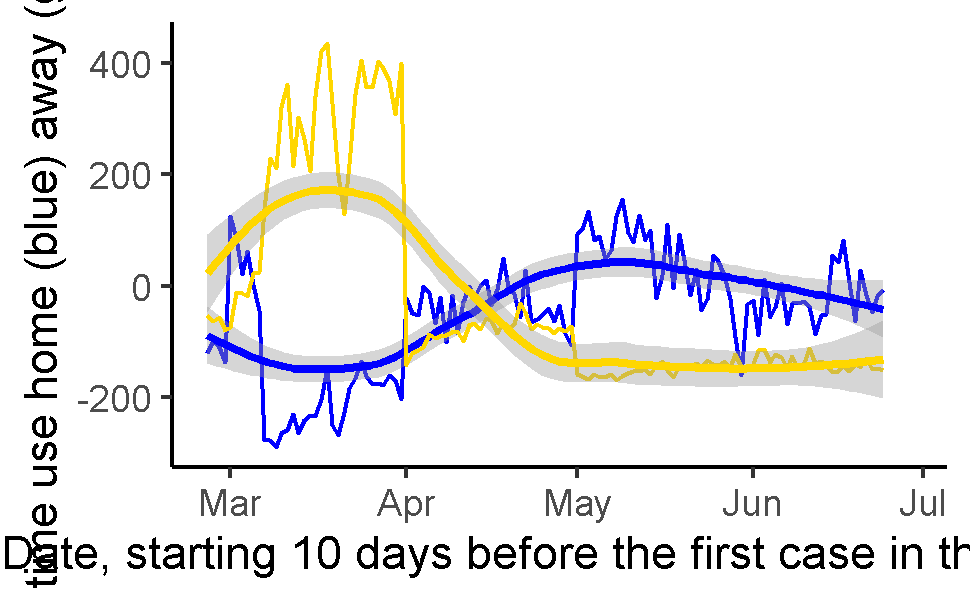 time use home (blue) away (
400
200
0
-200
Mar Apr May Jun Jul
Date, starting 10 days before the first case in